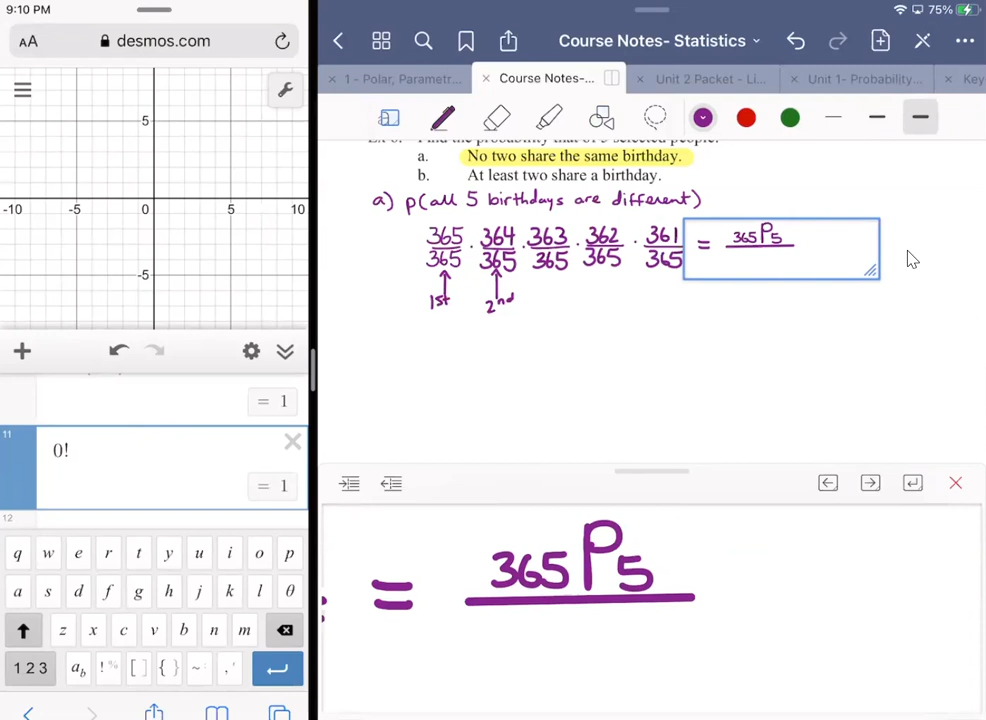 9:10 PM
75%
AA
desmos.com
Course Notes- Statistics
1 - Polar, Parametr...
Course Notes-...
Unit 2 Packet - Li...
Unit 1- Probability...
Key
5
-10 -5 0 5 10
-5
= 1
11
0!
= 1
12
q w e r t y u i o p
a s d f g h j k l θ
z x c v b n m
1 2 3 ab !% [ ] { } ~: ,'
a. No two share the same birthday.
b. At least two share a birthday.
a) p(all 5 birthdays are different)
365/365 · 364/365 · 363/365 · 362/365 · 361/365 = 365P5
1st 2nd
= 365P5